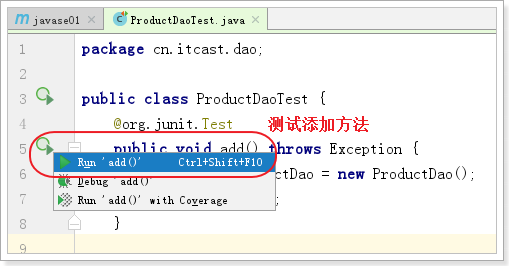 javase01
ProductDaoTest.java
1 package cn.itcast.dao;
2
3 public class ProductDaoTest {
4 @org.junit.Test
测试添加方法
5 public void add() throws Exception {
Run 'add()' Ctrl+Shift+F10
6 ctDao = new ProductDao();
Debug 'add()'
7 ;
Run 'add()' with Coverage
8 }
9